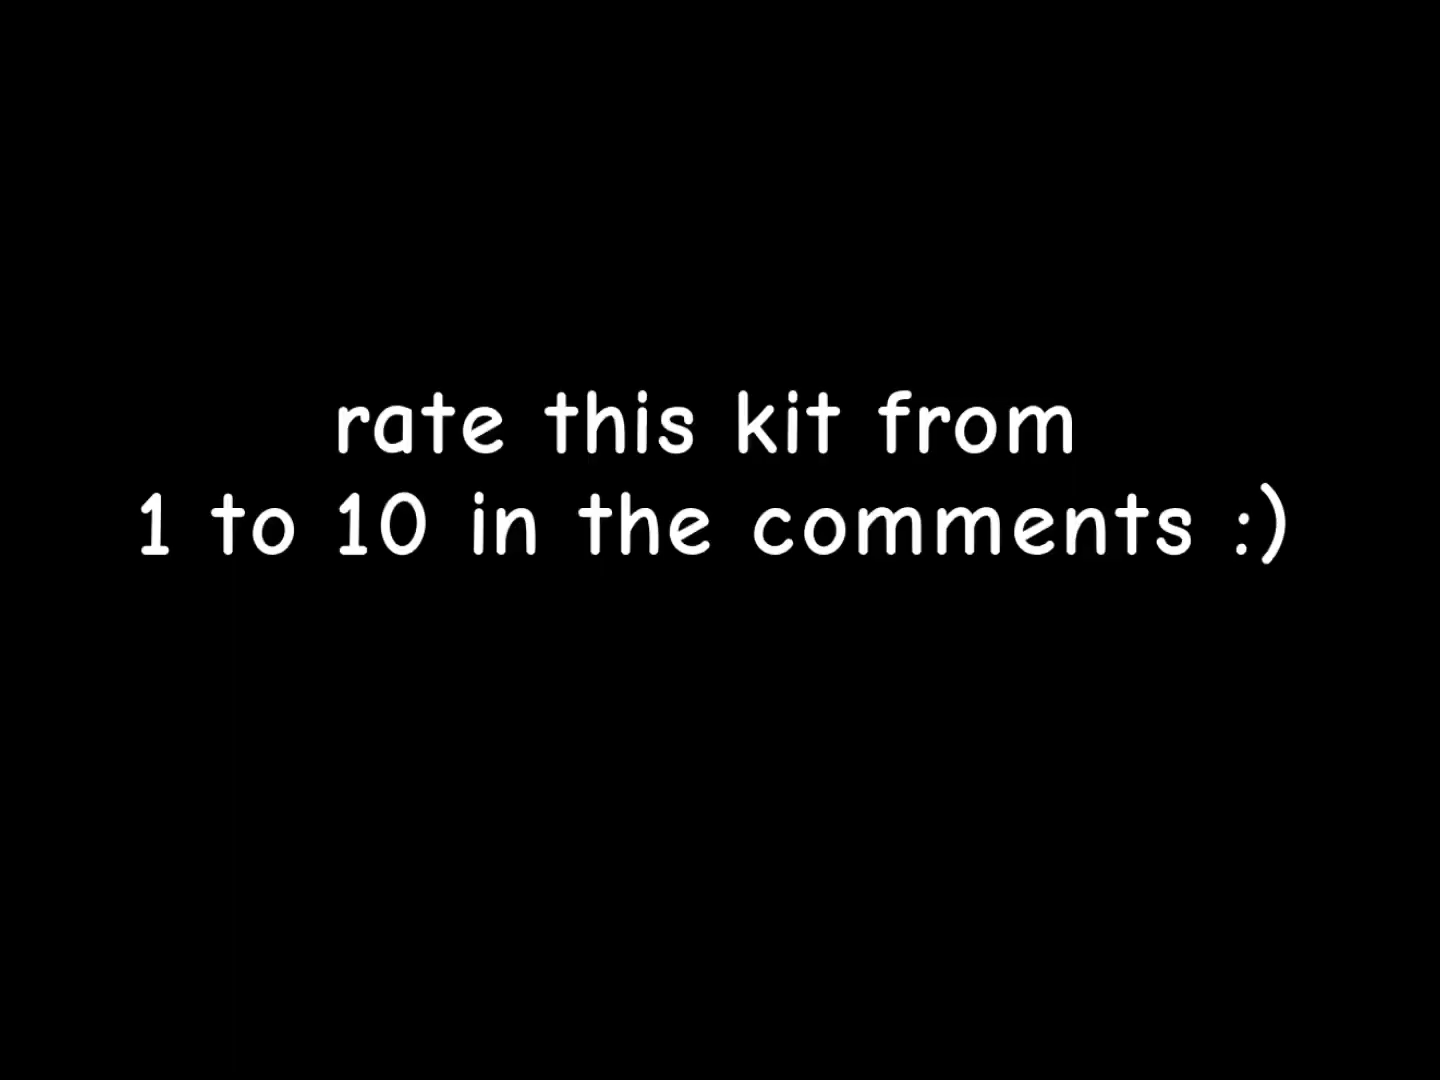 rate this kit from
1 to 10 in the comments :)